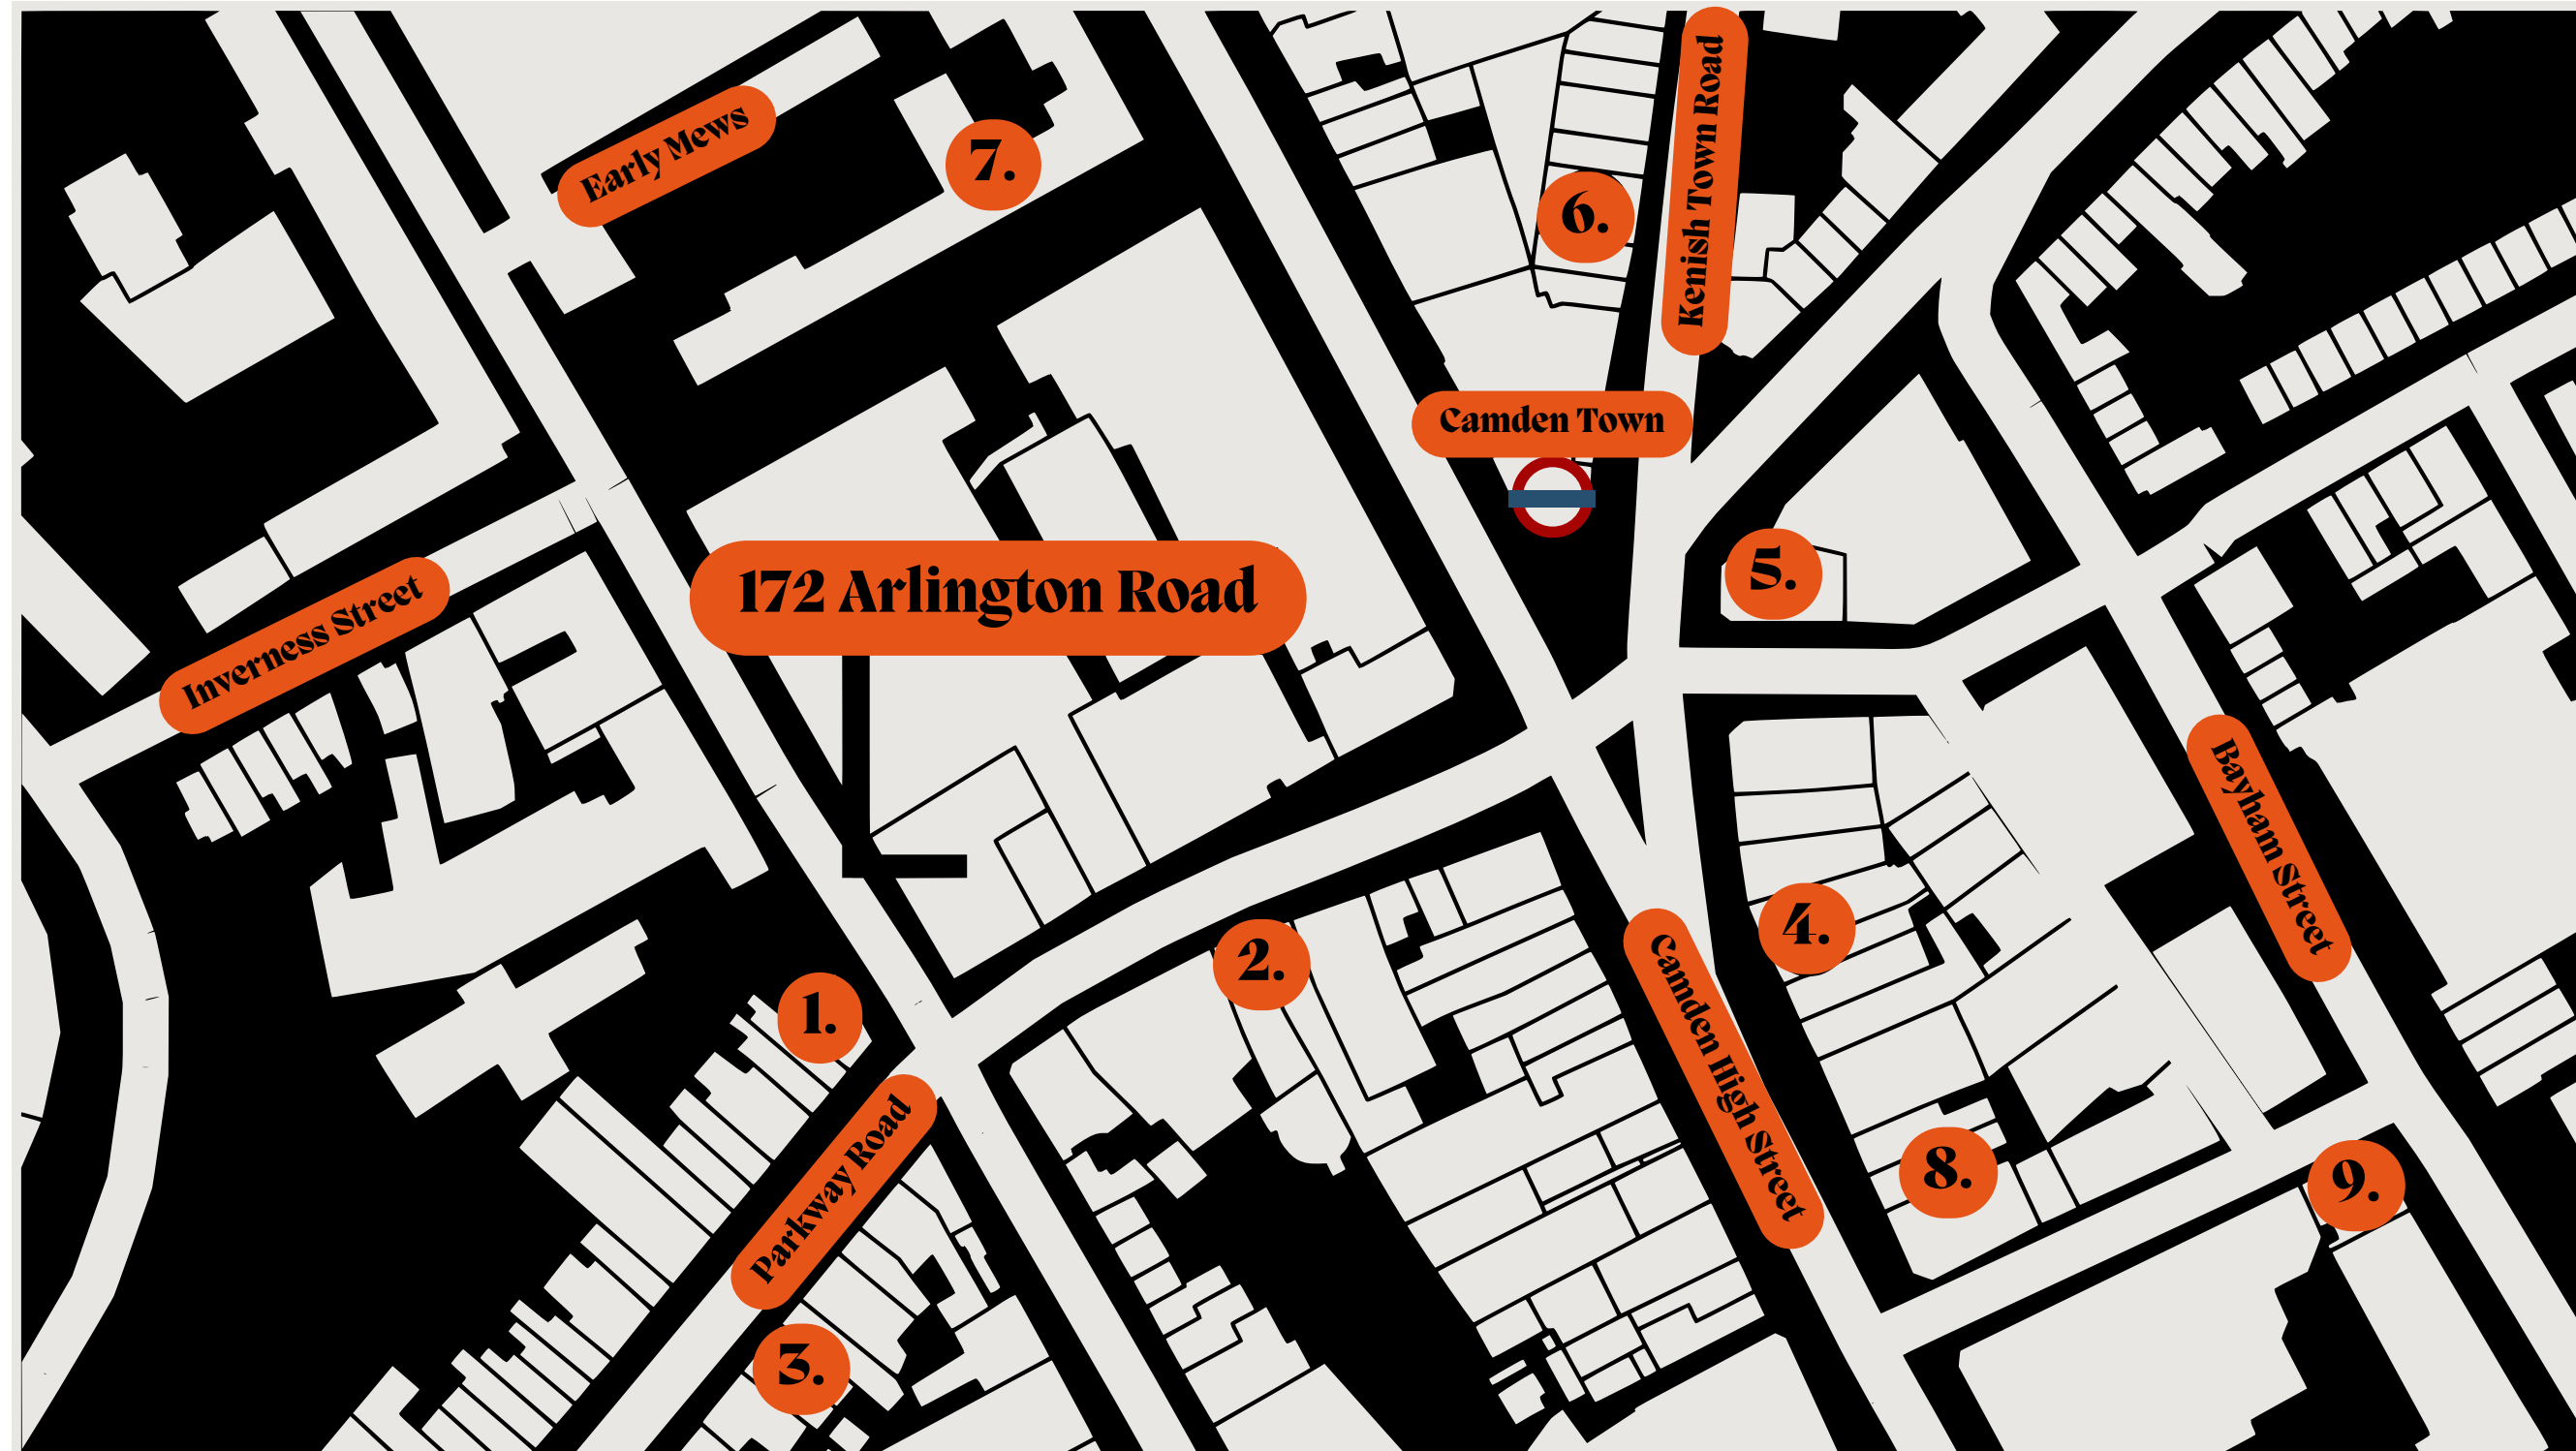 Early Mews
7.
Kenish Town Road
6.
Camden Town
5.
172 Arlington Road
Inverness Street
Bayham Street
4.
2.
Camden High Street
1.
Parkway Road
8.
9.
3.